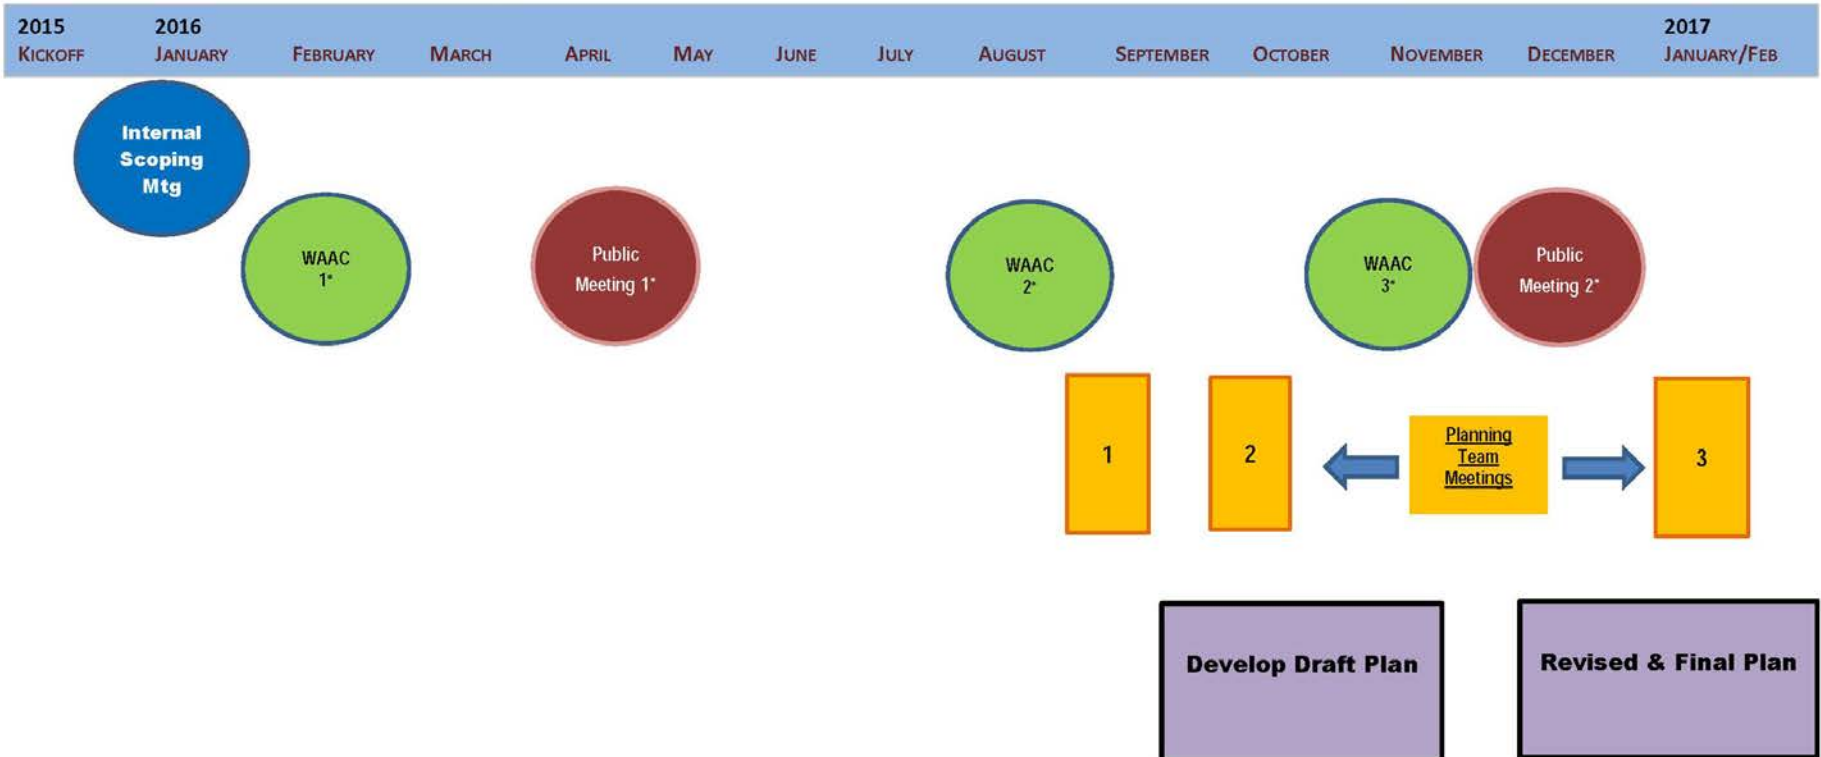 2015 2016 2017
KICKOFF JANUARY FEBRUARY MARCH APRIL MAY JUNE JULY AUGUST SEPTEMBER OCTOBER NOVEMBER DECEMBER JANUARY/FEB
Internal
Scoping
Mtg
WAAC
1*
Public
Meeting 1*
WAAC
2*
WAAC
3*
Public
Meeting 2*
1
2
Planning
Team
Meetings
3
Develop Draft Plan
Revised & Final Plan